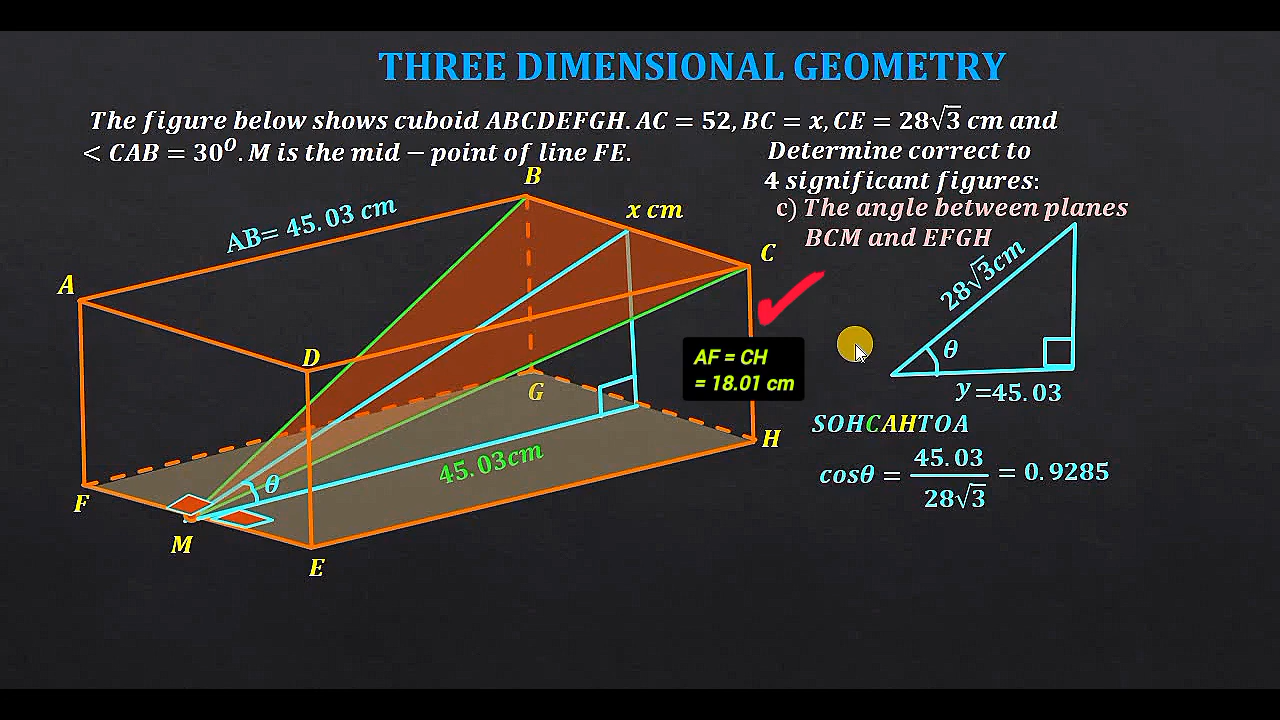 THREE DIMENSIONAL GEOMETRY
The figure below shows cuboid ABCDEFGH. AC = 52, BC = x, CE = 28√3 cm and
< CAB = 30⁰. M is the mid − point of line FE.
Determine correct to
4 significant figures:
c) The angle between planes
BCM and EFGH
B
AB= 45.03 cm
x cm
C
A
28√3cm
D
θ
AF = CH
= 18.01 cm
y =45.03
G
SOHCAHTOA
H
45.03cm
cosθ = 45.03 / 28√3 = 0.9285
θ
F
M
E